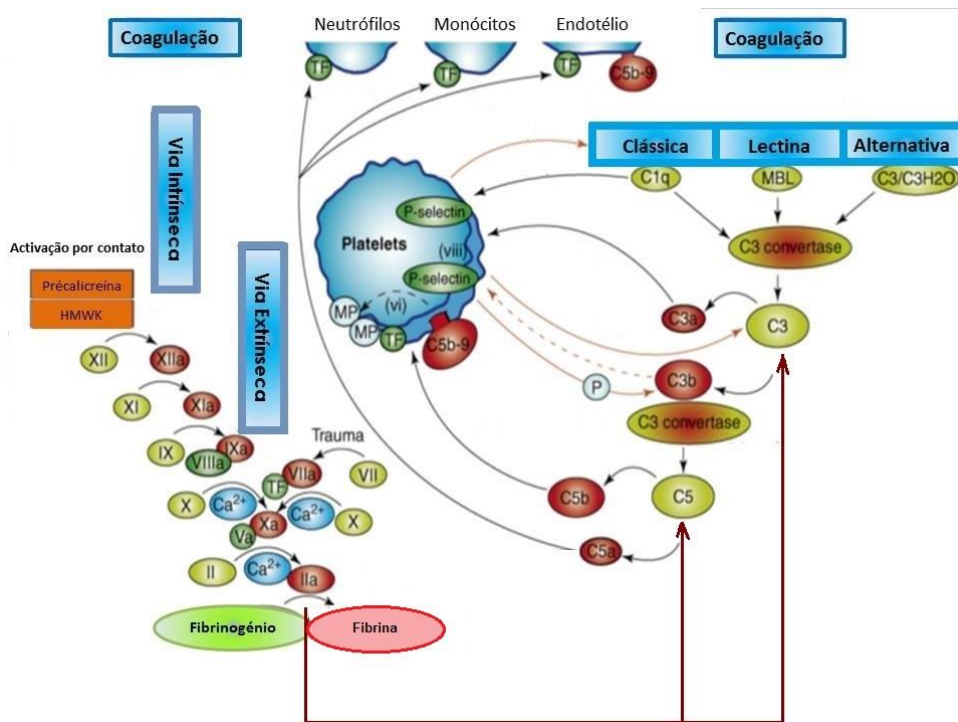 Coagulação
Neutrófilos
Monócitos
Endotélio
Coagulação
TF
TF
TF
C5b-9
Via Intrínseca
Clássica
Lectina
Alternativa
C1q
MBL
C3/C3H2O
P-selectin
Platelets
(viii)
P-selectin
C3 convertase
Activação por contato
Précalicreína
HMWK
Via Extrínseca
MP
(vi)
MP
TF
C5b-9
C3a
C3
XII
XIIa
P
C3b
C3 convertase
XI
XIa
Trauma
IX
IXa
VIIIa
VIIa
VII
TF
C5b
C5
X
Ca2+
Xa
Ca2+
X
Va
C5a
II
Ca2+
IIa
Fibrinogénio
Fibrina